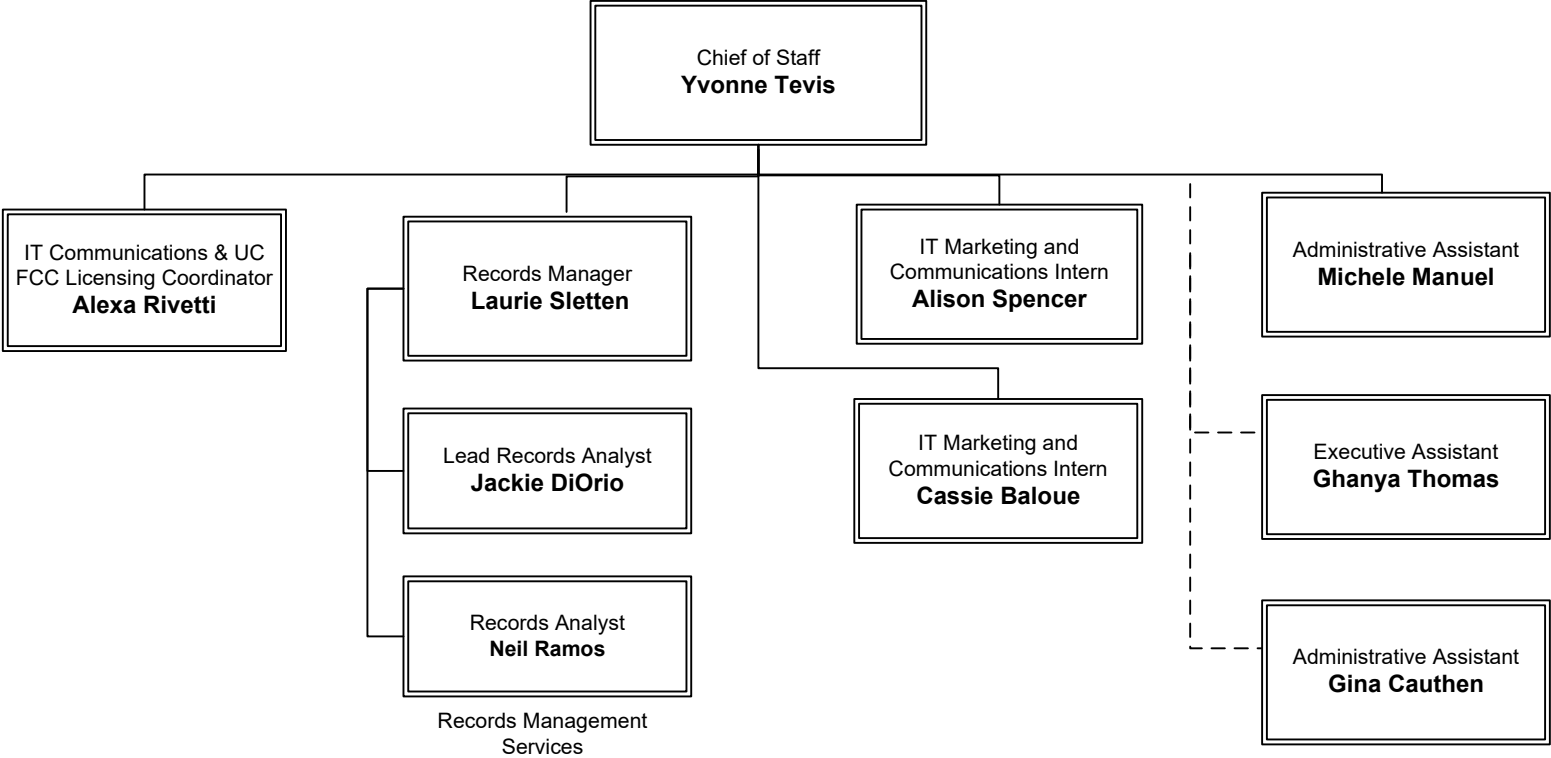 Chief of Staff
Yvonne Tevis
IT Communications & UC
FCC Licensing Coordinator
Alexa Rivetti
Records Manager
Laurie Sletten
IT Marketing and
Communications Intern
Alison Spencer
Administrative Assistant
Michele Manuel
Lead Records Analyst
Jackie DiOrio
IT Marketing and
Communications Intern
Cassie Baloue
Executive Assistant
Ghanya Thomas
Records Analyst
Neil Ramos
Administrative Assistant
Gina Cauthen
Records Management
Services